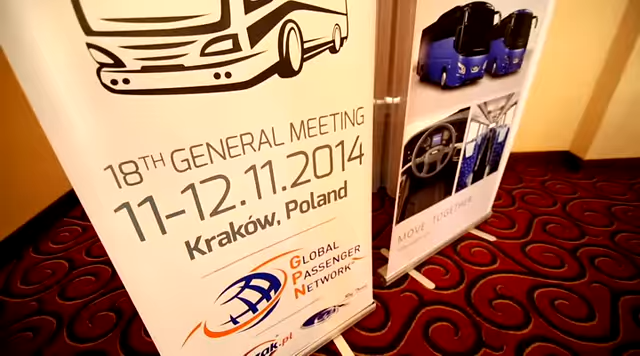 18TH GENERAL MEETING
11-12.11.2014
Kraków, Poland
GLOBAL
PASSENGER
NETWORK
MOVE TOGETHER